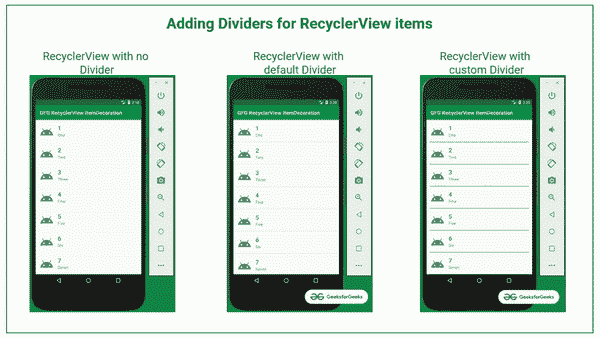 Adding Dividers for RecyclerView items
RecyclerView with no
Divider
RecyclerView with
default Divider
RecyclerView with
custom Divider
GFG RecyclerView ItemDecoration
1
One
2
Two
3
Three
4
Four
5
Five
6
Six
7
Seven
GFG RecyclerView ItemDecoration
1
One
2
Two
3
Three
4
Four
5
Five
6
Six
7
Seven
GeeksforGeeks
GFG RecyclerView ItemDecoration
1
One
2
Two
3
Three
4
Four
5
Five
6
Six
7
Seven
GeeksforGeeks